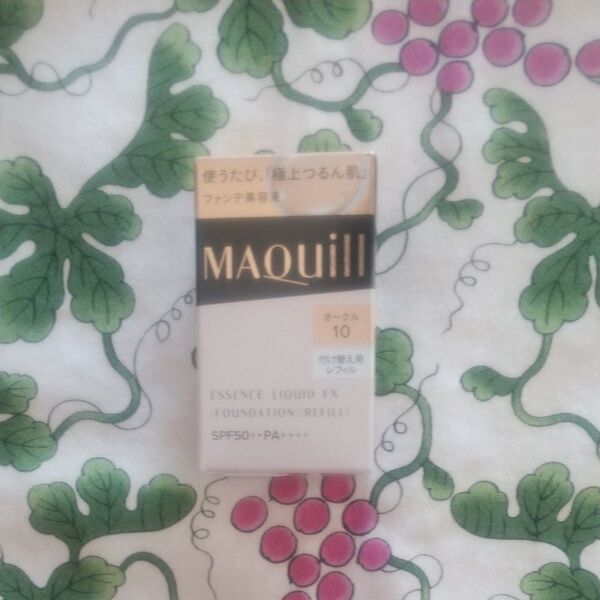 使うたび、「極上つるん肌」
ファンデ美容液
MAQuill
オークル
10
付け替え用
レフィル
ESSENCE LIQUID EX
(FOUNDATION)(REFILL)
SPF50+・PA++++